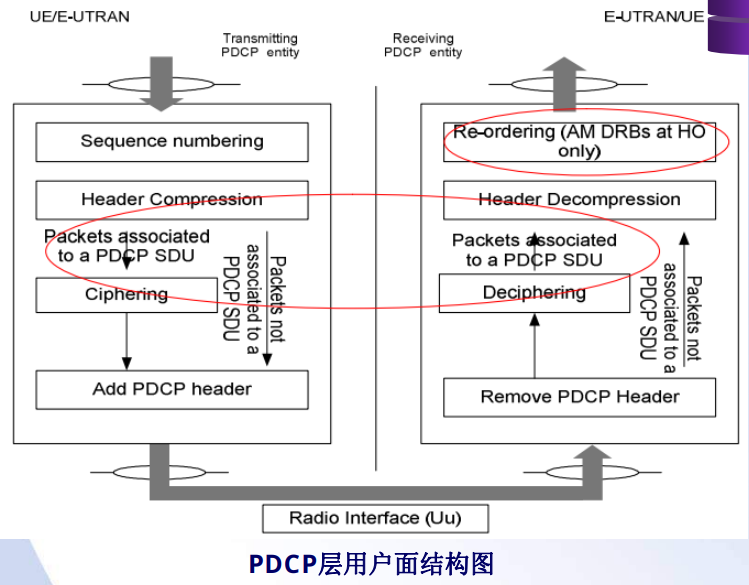 UE/E-UTRAN
E-UTRAN/UE
Transmitting
PDCP entity
Receiving
PDCP entity
Sequence numbering
Header Compression
Packets associated
to a PDCP SDU
Packets not
associated to a
PDCP SDU
Ciphering
Add PDCP header
Re-ordering (AM DRBs at HO
only)
Header Decompression
Packets associated
to a PDCP SDU
Packets not
associated to a
PDCP SDU
Deciphering
Remove PDCP Header
Radio Interface (Uu)
PDCP层用户面结构图